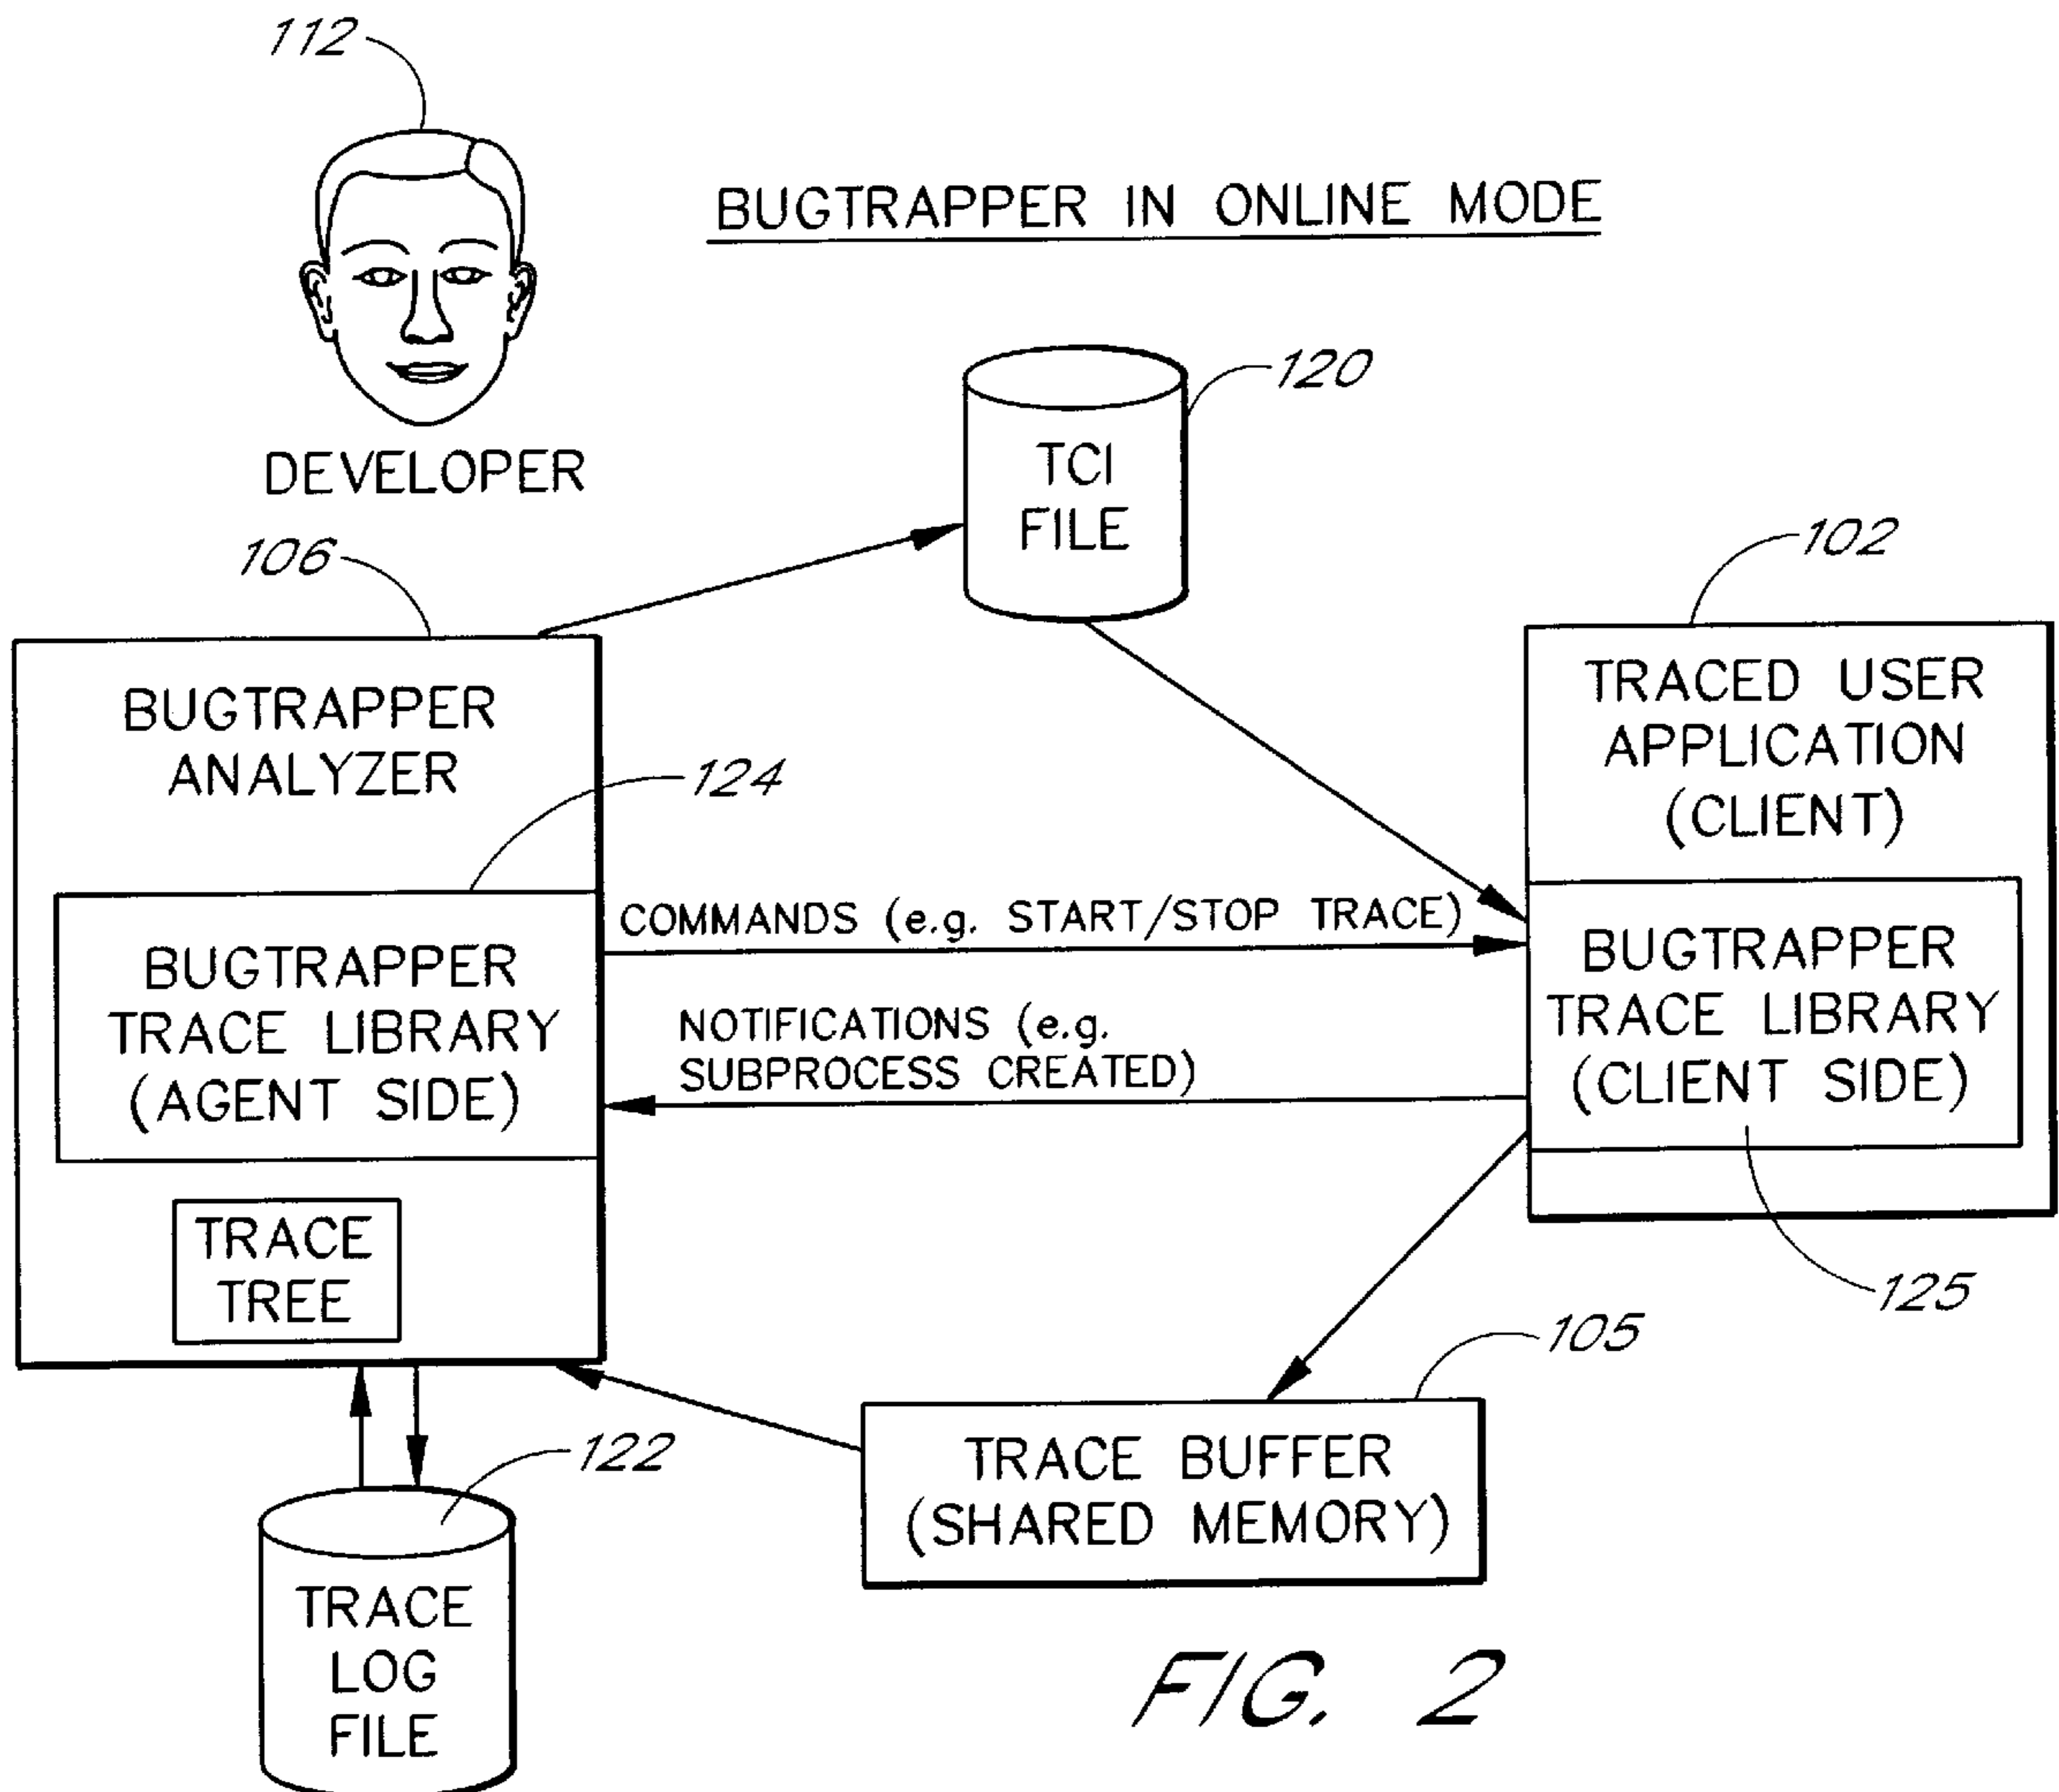 112
BUGTRAPPER IN ONLINE MODE
DEVELOPER
120
TCI
FILE
106
102
BUGTRAPPER
ANALYZER
124
TRACED USER
APPLICATION
(CLIENT)
BUGTRAPPER
TRACE LIBRARY
(AGENT SIDE)
COMMANDS (e.g. START/STOP TRACE)
NOTIFICATIONS (e.g.
SUBPROCESS CREATED)
BUGTRAPPER
TRACE LIBRARY
(CLIENT SIDE)
125
TRACE
TREE
105
TRACE BUFFER
(SHARED MEMORY)
122
TRACE
LOG
FILE
FIG. 2